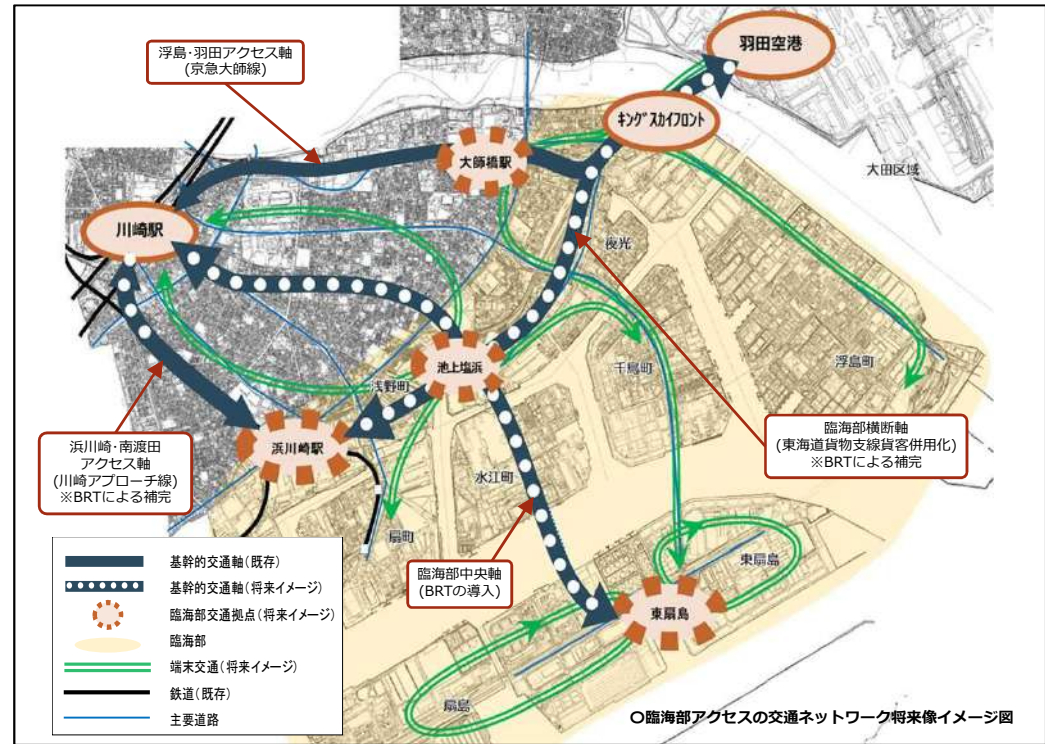 浮島・羽田アクセス軸
(京急大師線)
羽田空港
キングスカイフロント
大師橋駅
大田区域
川崎駅
夜光
池上塩浜
浅野町
千鳥町
浮島町
浜川崎駅
臨海部横断軸
(東海道貨物支線貨客併用化)
※BRTによる補完
浜川崎・南渡田
アクセス軸
(川崎アプローチ線)
※BRTによる補完
水江町
扇町
臨海部中央軸
(BRTの導入)
東扇島
東扇島
扇島
基幹的交通軸(既存)
基幹的交通軸(将来イメージ)
臨海部交通拠点(将来イメージ)
臨海部
端末交通(将来イメージ)
鉄道(既存)
主要道路
〇臨海部アクセスの交通ネットワーク将来像イメージ図